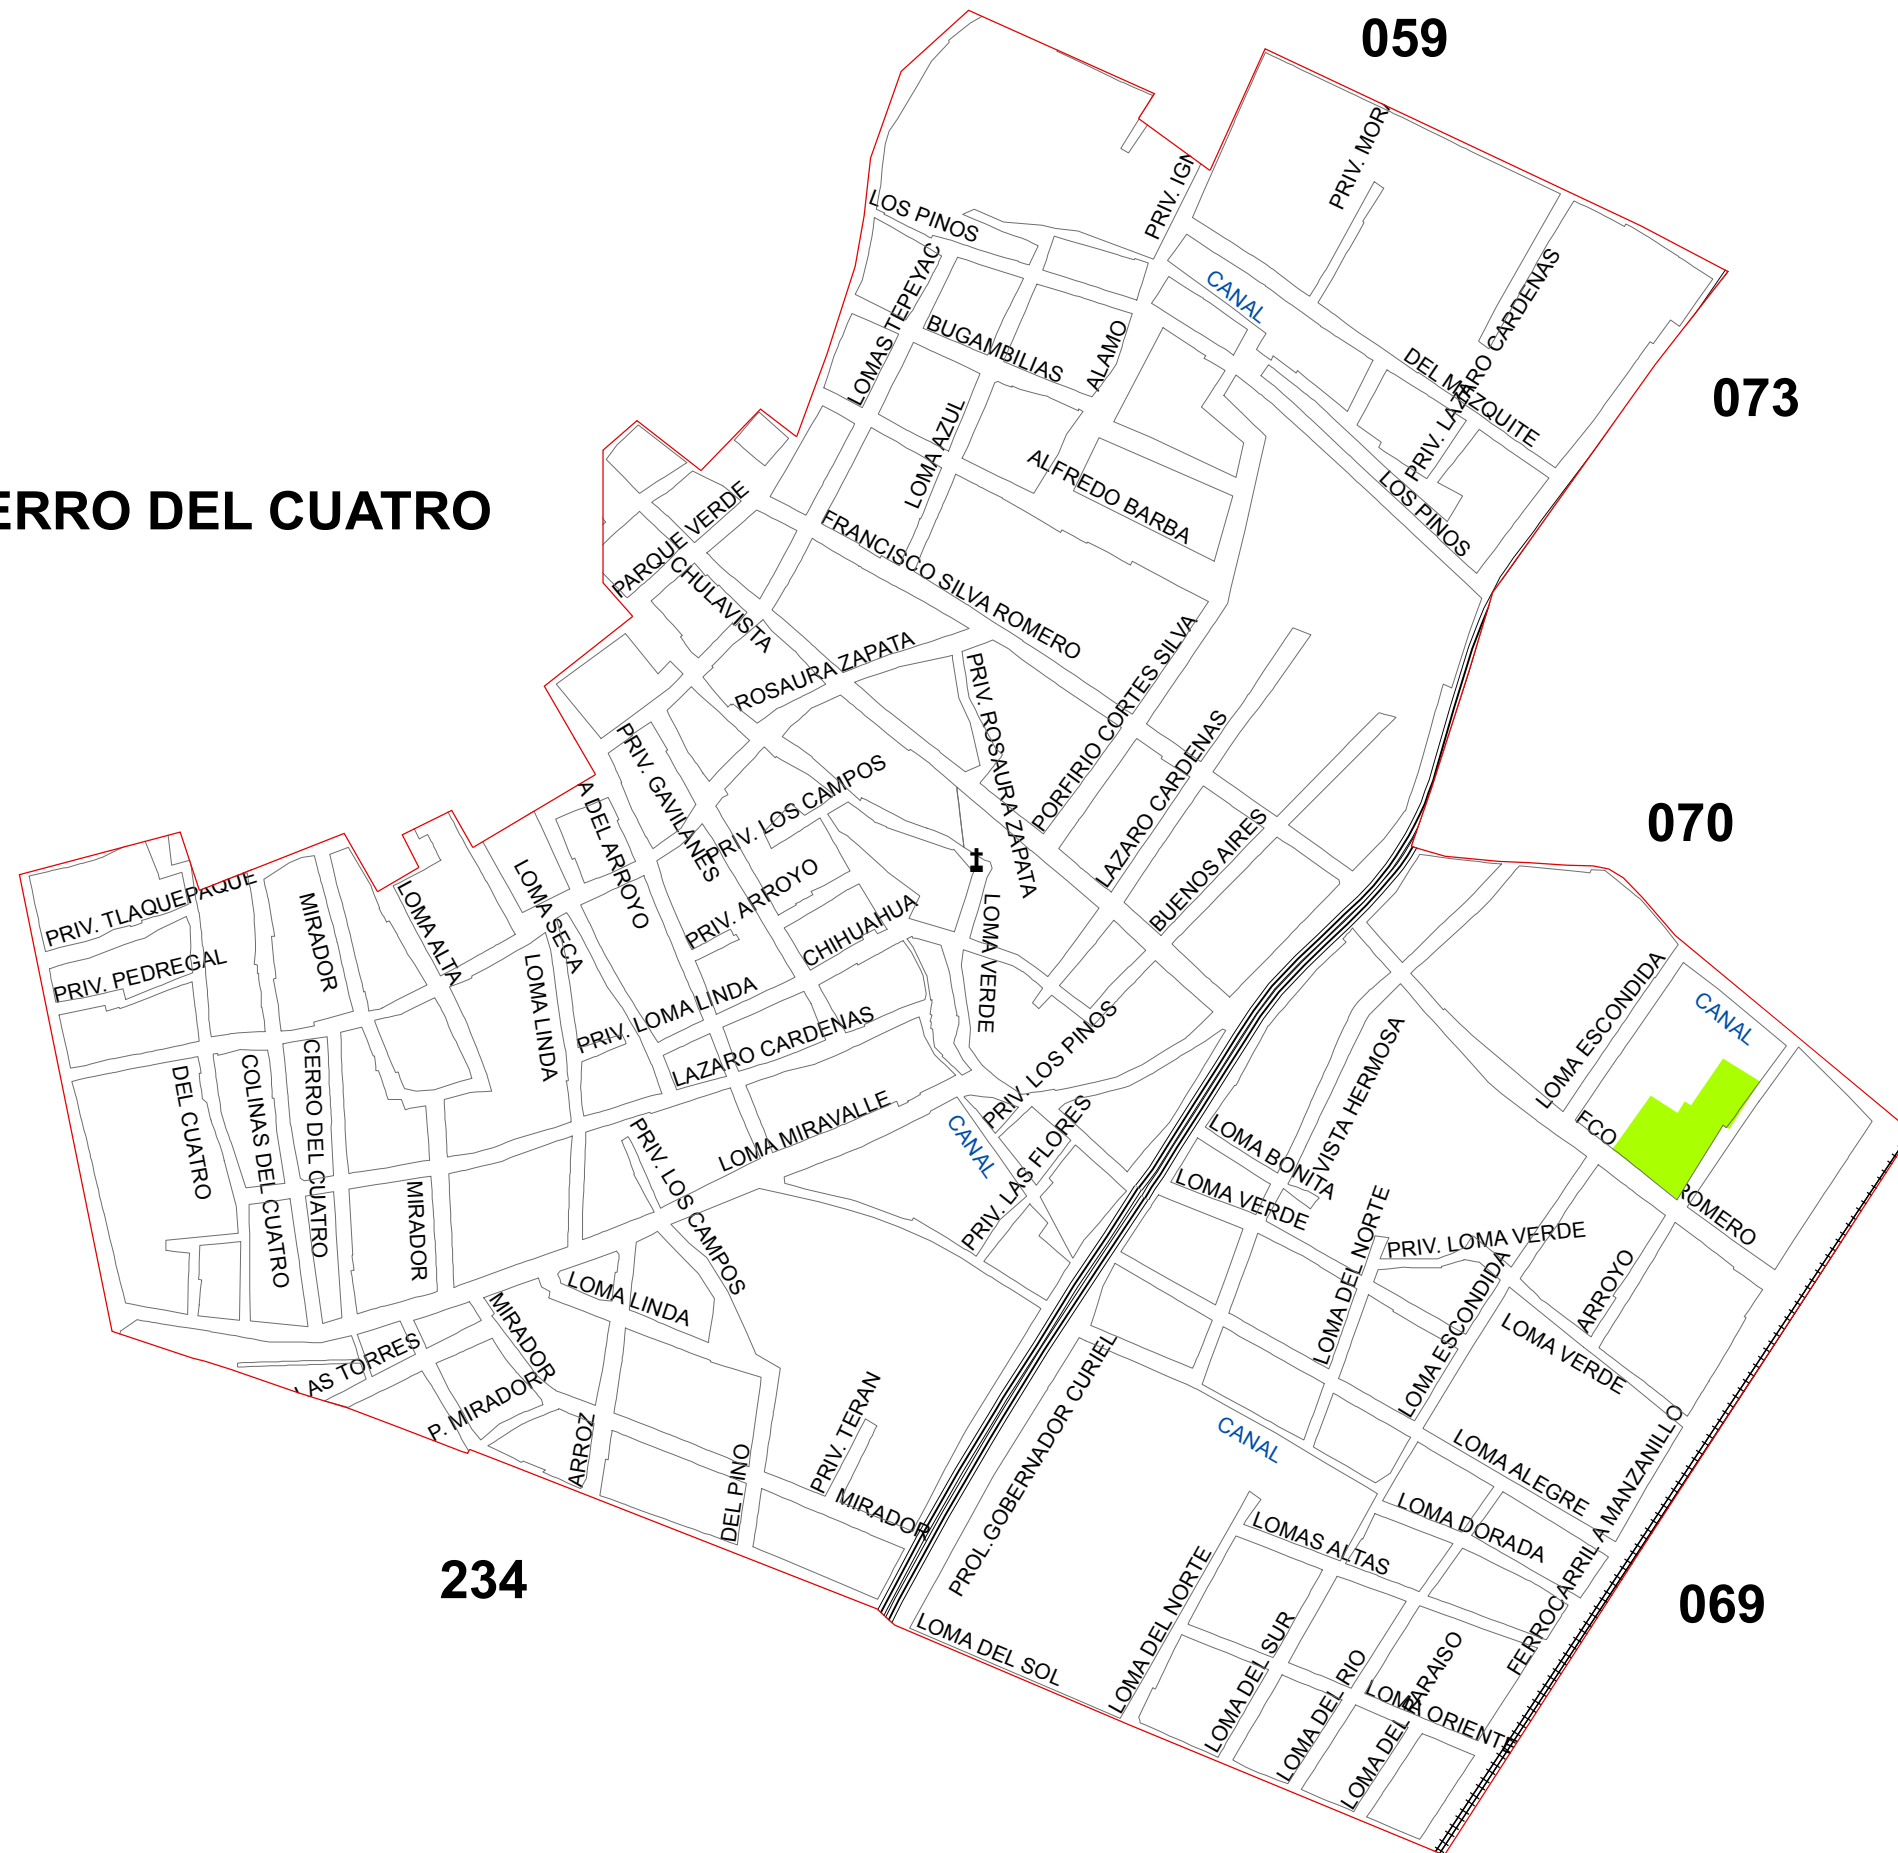 059
PRIV. MOR
PRIV. IGN
LOS PINOS
LOMAS TEPEYAC
CANAL
PRIV. LAZARO CARDENAS
BUGAMBILIAS
ALAMO
DEL MEZQUITE
073
LOMA AZUL
ALFREDO BARBA
LOS PINOS
ERRO DEL CUATRO
PARQUE VERDE
FRANCISCO SILVA ROMERO
CHULAVISTA
ROSAURA ZAPATA
PORFIRIO CORTES SILVA
PRIV. ROSAURA ZAPATA
PRIV. GAVILANES
PRIV. LOS CAMPOS
LAZARO CARDENAS
BUENOS AIRES
070
A DEL ARROYO
PRIV. ARROYO
CHIHUAHUA
LOMA VERDE
PRIV. TLAQUEPAQUE
MIRADOR
LOMA ALTA
LOMA SECA
LOMA LINDA
PRIV. PEDREGAL
PRIV. LOMA LINDA
LAZARO CARDENAS
PRIV. LOS PINOS
LOMA ESCONDIDA
CANAL
VISTA HERMOSA
DEL CUATRO
COLINAS DEL CUATRO
CERRO DEL CUATRO
LOMA MIRAVALLE
CANAL
PRIV. LAS FLORES
LOMA BONITA
FCO
ROMERO
MIRADOR
PRIV. LOS CAMPOS
LOMA VERDE
LOMA DEL NORTE
PRIV. LOMA VERDE
LOMA ESCONDIDA
ARROYO
LOMA LINDA
MIRADOR
LOMA VERDE
LAS TORRES
P. MIRADOR
ARROZ
DEL PINO
PRIV. TERAN
MIRADOR
PROL. GOBERNADOR CURIEL
CANAL
LOMA ALEGRE
LOMA DORADA
LOMAS ALTAS
FERROCARRIL A MANZANILLO
234
069
LOMA DEL SOL
LOMA DEL NORTE
LOMA DEL SUR
LOMA DEL RIO
LOMA DEL PARAISO
LOMA ORIENTE